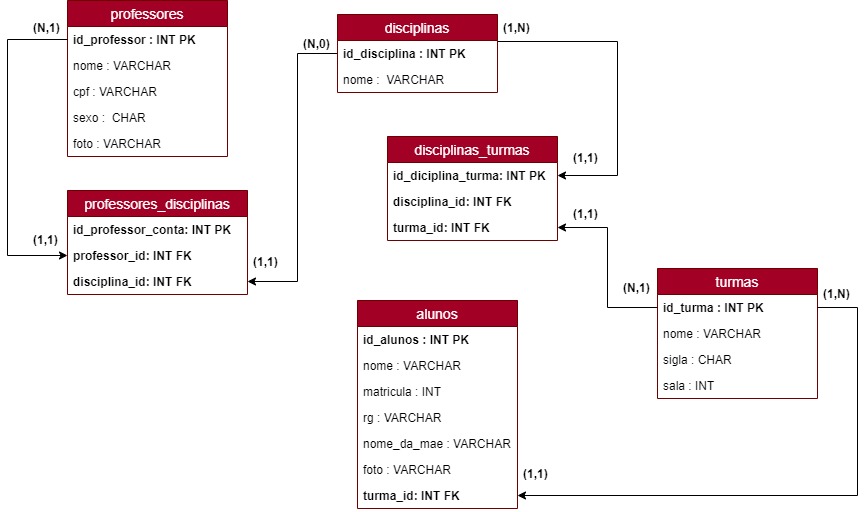 professores
(N,1)
id_professor : INT PK
nome : VARCHAR
cpf : VARCHAR
sexo :  CHAR
foto : VARCHAR
disciplinas
(N,0)
(1,N)
id_disciplina : INT PK
nome :  VARCHAR
disciplinas_turmas
(1,1)
id_diciplina_turma: INT PK
disciplina_id: INT FK
turma_id: INT FK
(1,1)
professores_disciplinas
id_professor_conta: INT PK
(1,1)
professor_id: INT FK
disciplina_id: INT FK
(1,1)
turmas
(N,1)
(1,N)
id_turma : INT PK
nome : VARCHAR
sigla : CHAR
sala : INT
alunos
id_alunos : INT PK
nome : VARCHAR
matricula : INT
rg : VARCHAR
nome_da_mae : VARCHAR
foto : VARCHAR
turma_id: INT FK
(1,1)